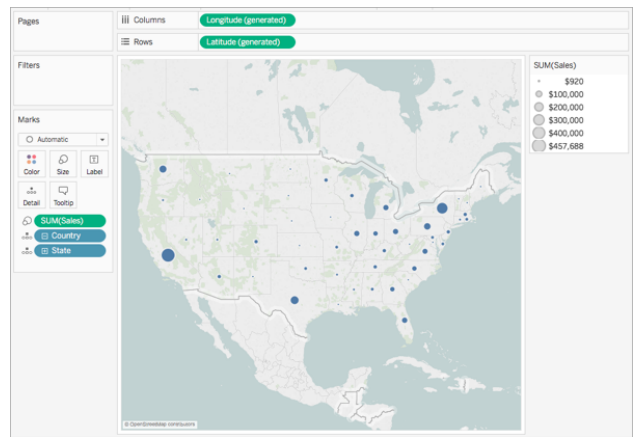 Pages
iii Columns
Longitude (generated)
Rows
Latitude (generated)
Filters
Marks
Automatic
Color
Size
Label
Detail
Tooltip
SUM(Sales)
Country
State
© OpenStreetMap contributors
SUM(Sales)
$920
$100,000
$200,000
$300,000
$400,000
$457,688